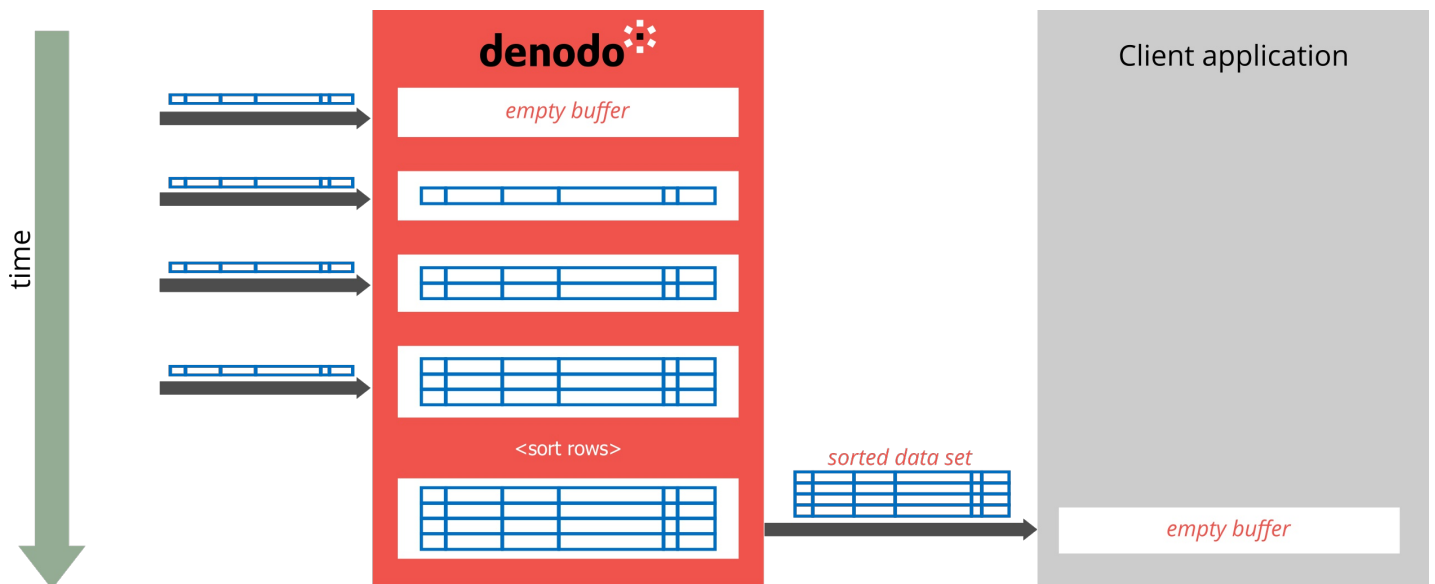 denodo
Client application
empty buffer
time
<sort rows>
sorted data set
empty buffer